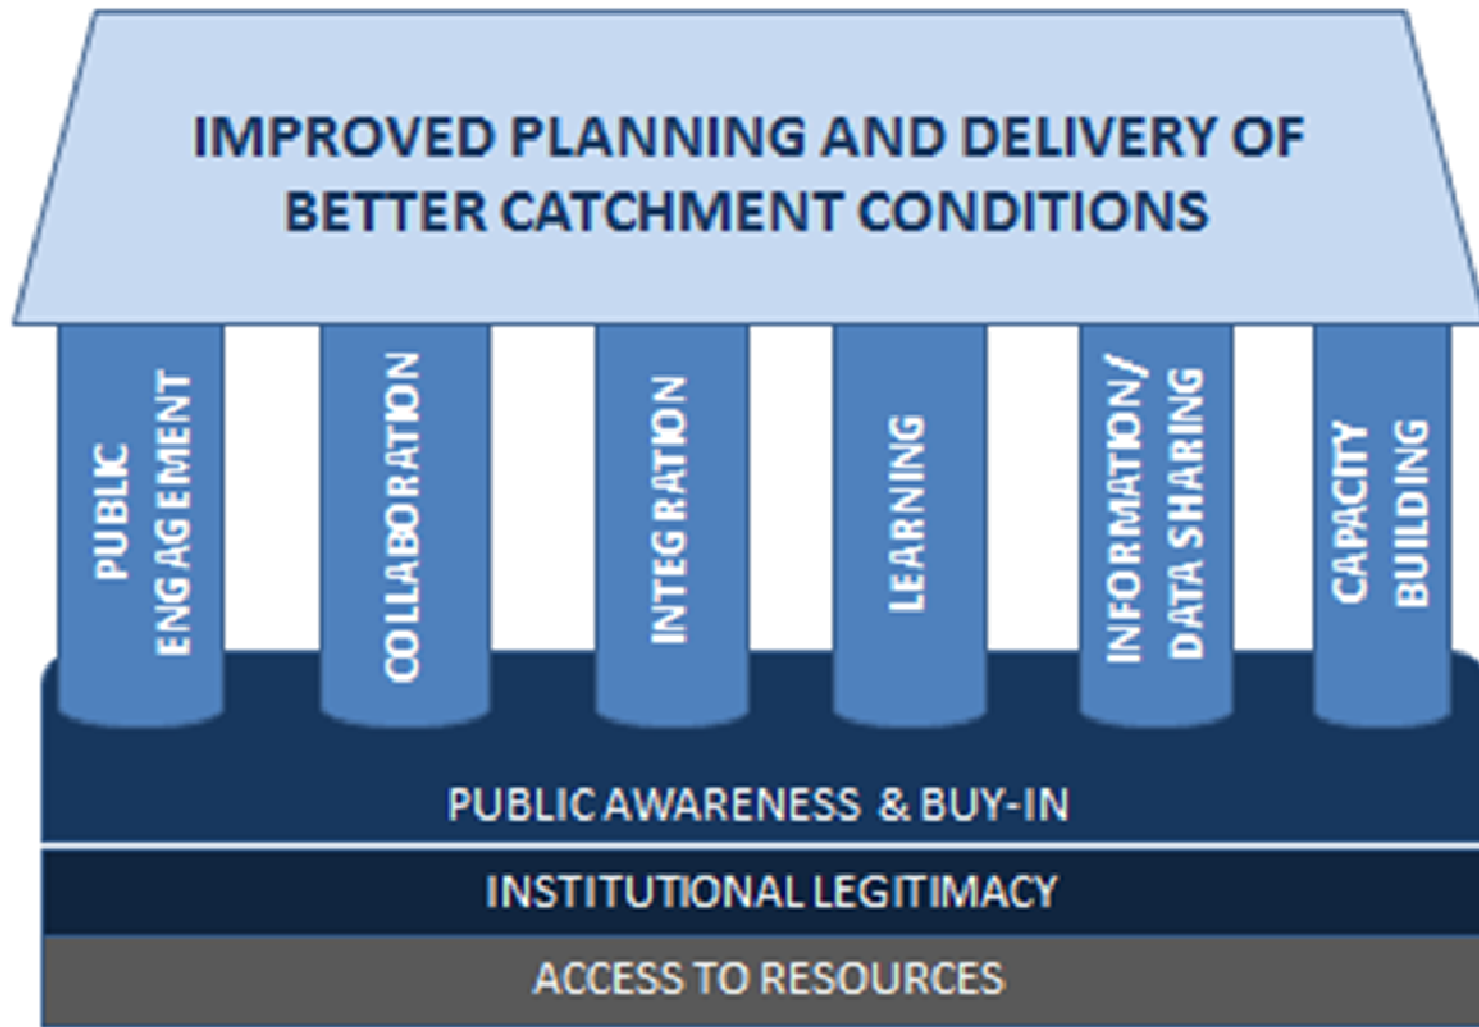 IMPROVED PLANNING AND DELIVERY OF
BETTER CATCHMENT CONDITIONS
PUBLIC
ENGAGEMENT
COLLABORATION
INTEGRATION
LEARNING
INFORMATION/
DATA SHARING
CAPACITY
BUILDING
PUBLIC AWARENESS & BUY-IN
INSTITUTIONAL LEGITIMACY
ACCESS TO RESOURCES